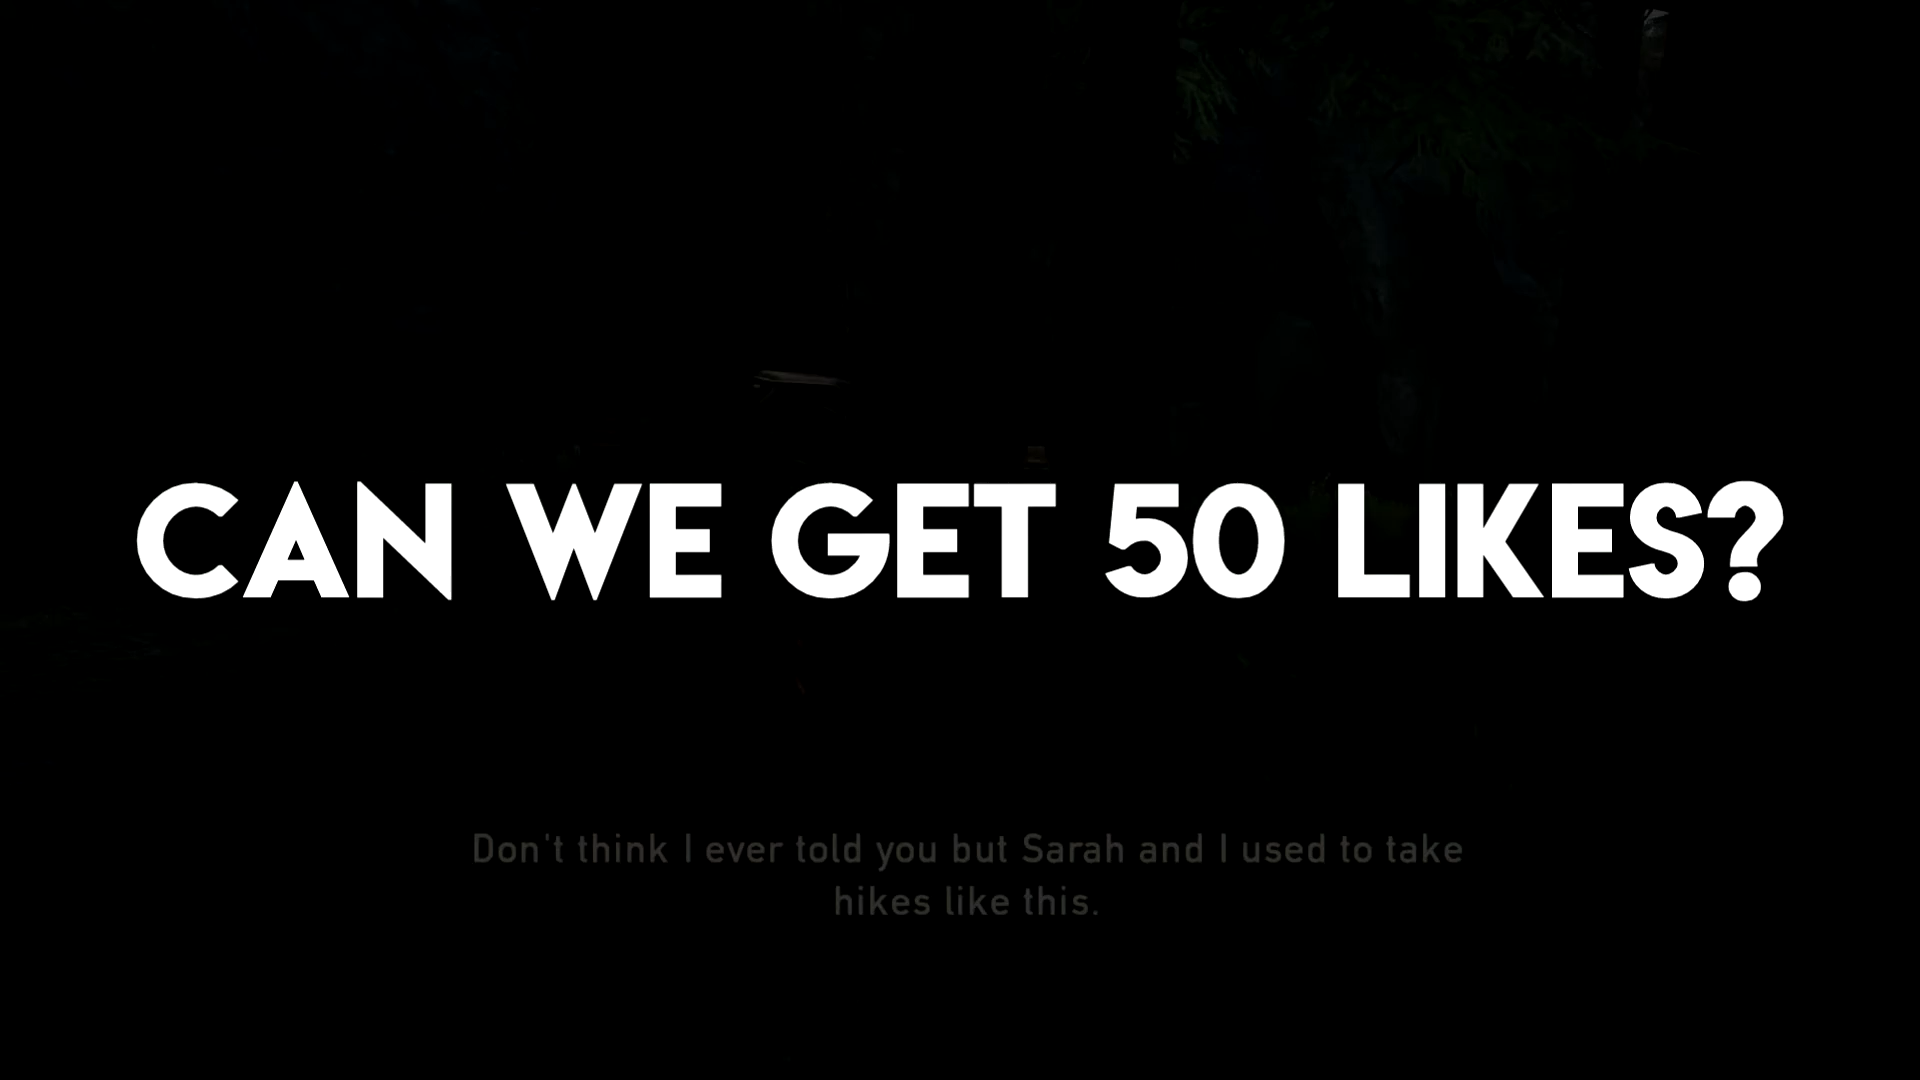 CAN WE GET 50 LIKES?
Don't think I ever told you but Sarah and I used to take
hikes like this.